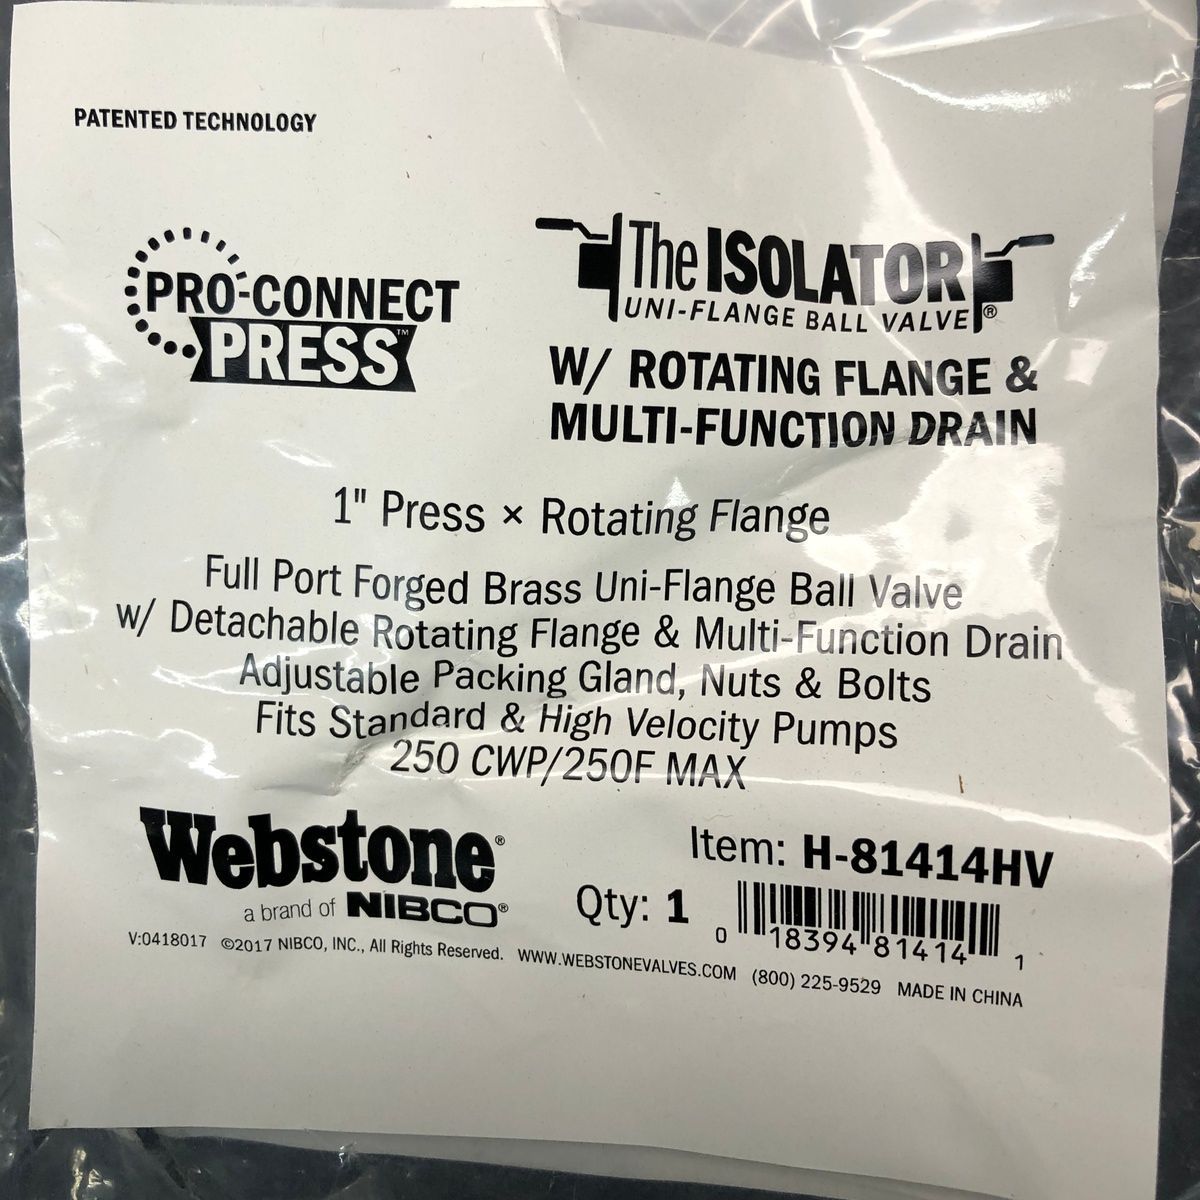 PATENTED TECHNOLOGY
PRO-CONNECT
PRESS™
The ISOLATOR
UNI-FLANGE BALL VALVE®
W/ ROTATING FLANGE &
MULTI-FUNCTION DRAIN
1" Press × Rotating Flange
Full Port Forged Brass Uni-Flange Ball Valve
w/ Detachable Rotating Flange & Multi-Function Drain
Adjustable Packing Gland, Nuts & Bolts
Fits Standard & High Velocity Pumps
250 CWP/250F MAX
Webstone®
a brand of NIBCO®
Item: H-81414HV
Qty: 1
0 18394 81414 1
V:0418017 ©2017 NIBCO, INC., All Rights Reserved. WWW.WEBSTONEVALVES.COM (800) 225-9529 MADE IN CHINA